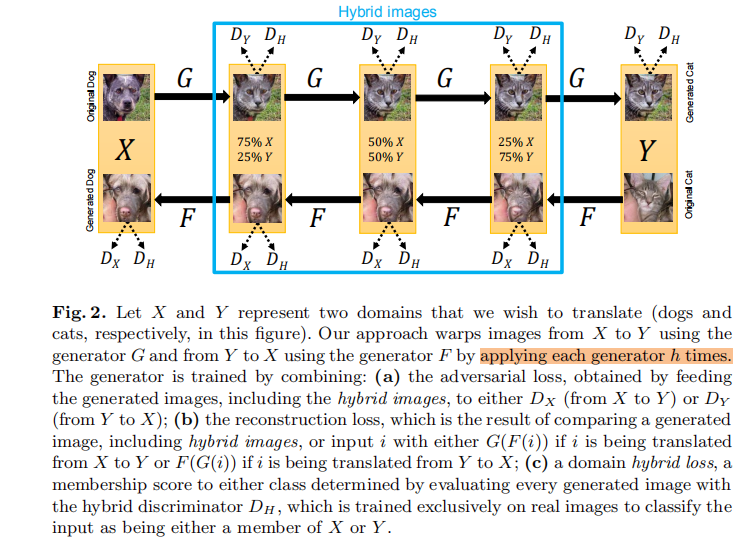 Hybrid images
D_Y D_H D_Y D_H D_Y D_H D_Y D_H
G G G G
Original Dog
Generated Cat
X
75% X
25% Y
50% X
50% Y
25% X
75% Y
Y
Generated Dog
Original Cat
F F F F
D_X D_H D_X D_H D_X D_H D_X D_H
Fig. 2. Let X and Y represent two domains that we wish to translate (dogs and
cats, respectively, in this figure). Our approach warps images from X to Y using the
generator G and from Y to X using the generator F by applying each generator h times.
The generator is trained by combining: (a) the adversarial loss, obtained by feeding
the generated images, including the hybrid images, to either D_X (from X to Y) or D_Y
(from Y to X); (b) the reconstruction loss, which is the result of comparing a generated
image, including hybrid images, or input i with either G(F(i)) if i is being translated
from X to Y or F(G(i)) if i is being translated from Y to X; (c) a domain hybrid loss, a
membership score to either class determined by evaluating every generated image with
the hybrid discriminator D_H, which is trained exclusively on real images to classify the
input as being either a member of X or Y.